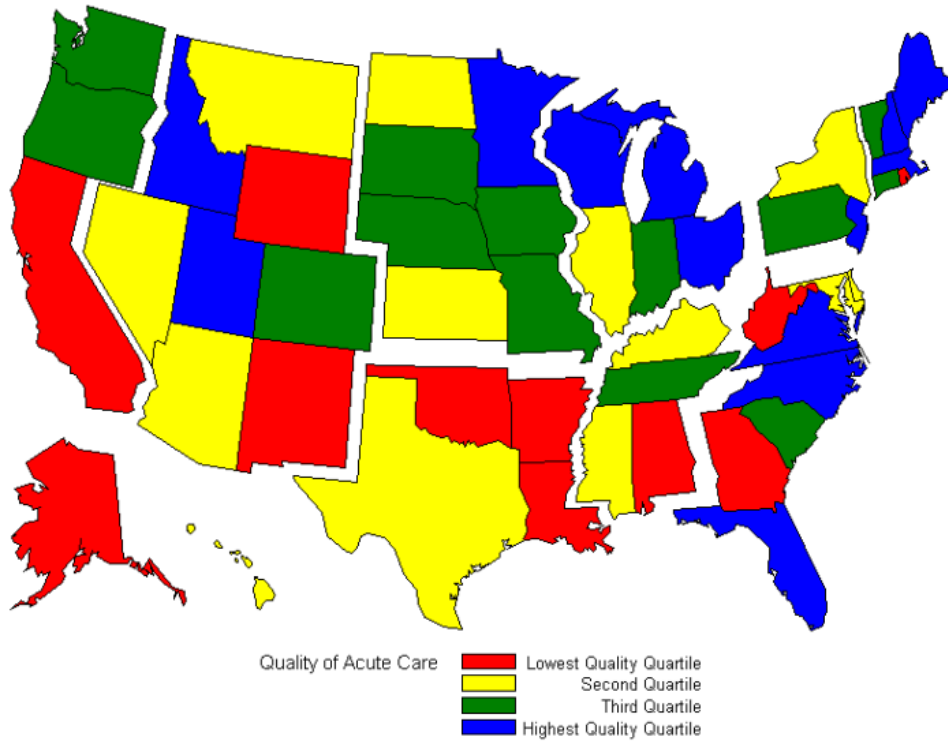 Quality of Acute Care
Lowest Quality Quartile
Second Quartile
Third Quartile
Highest Quality Quartile